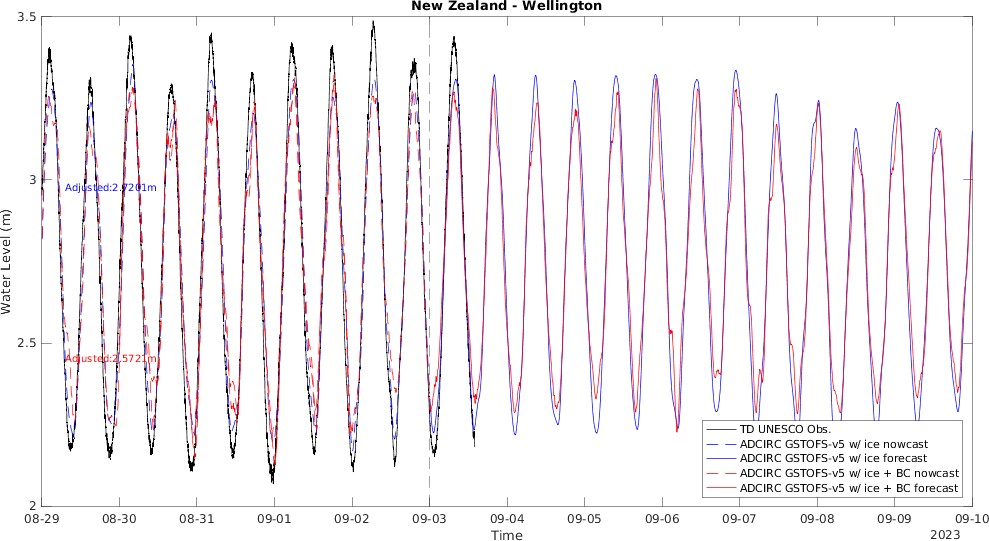 New Zealand - Wellington
3.5
3
2.5
2
Water Level (m)
Adjusted:2.7201m
Adjusted:2.5721m
TD UNESCO Obs.
ADCIRC GSTOFS-v5 w/ ice nowcast
ADCIRC GSTOFS-v5 w/ ice forecast
ADCIRC GSTOFS-v5 w/ ice + BC nowcast
ADCIRC GSTOFS-v5 w/ ice + BC forecast
08-29 08-30 08-31 09-01 09-02 09-03 09-04 09-05 09-06 09-07 09-08 09-09 09-10
Time
2023